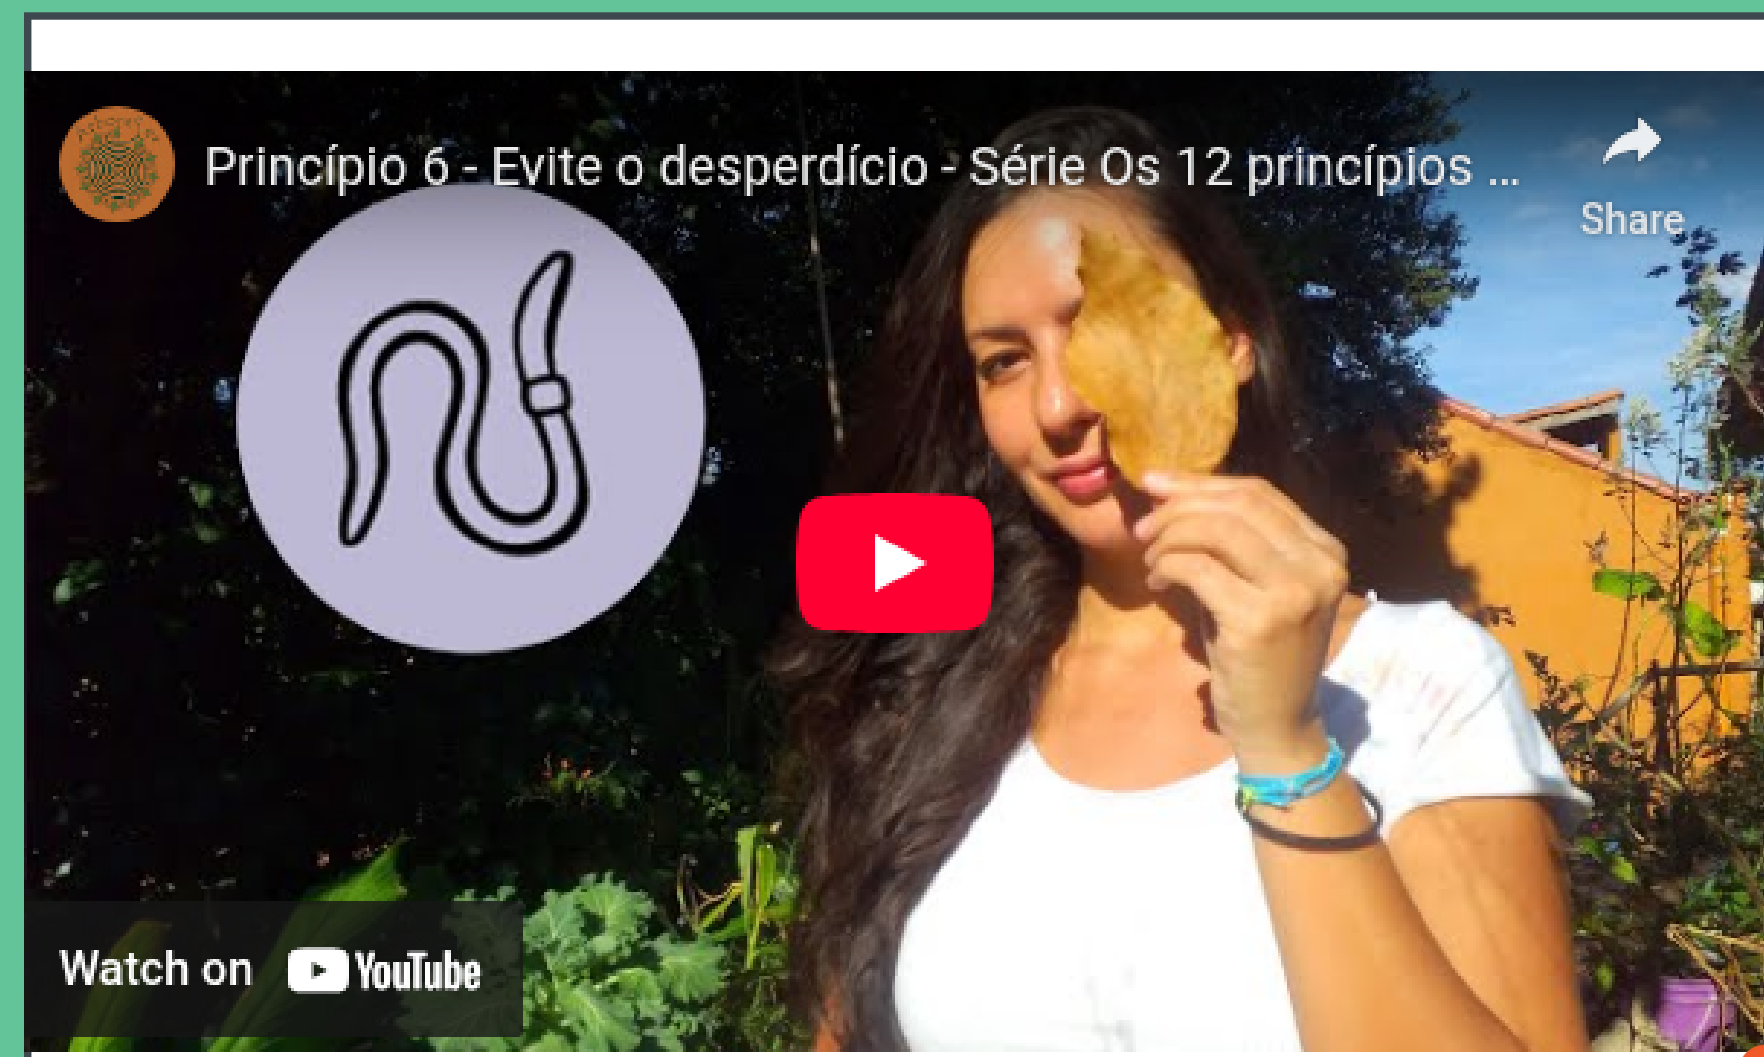 Princípio 6 - Evite o desperdício - Série Os 12 princípios ...
Share
Watch on YouTube